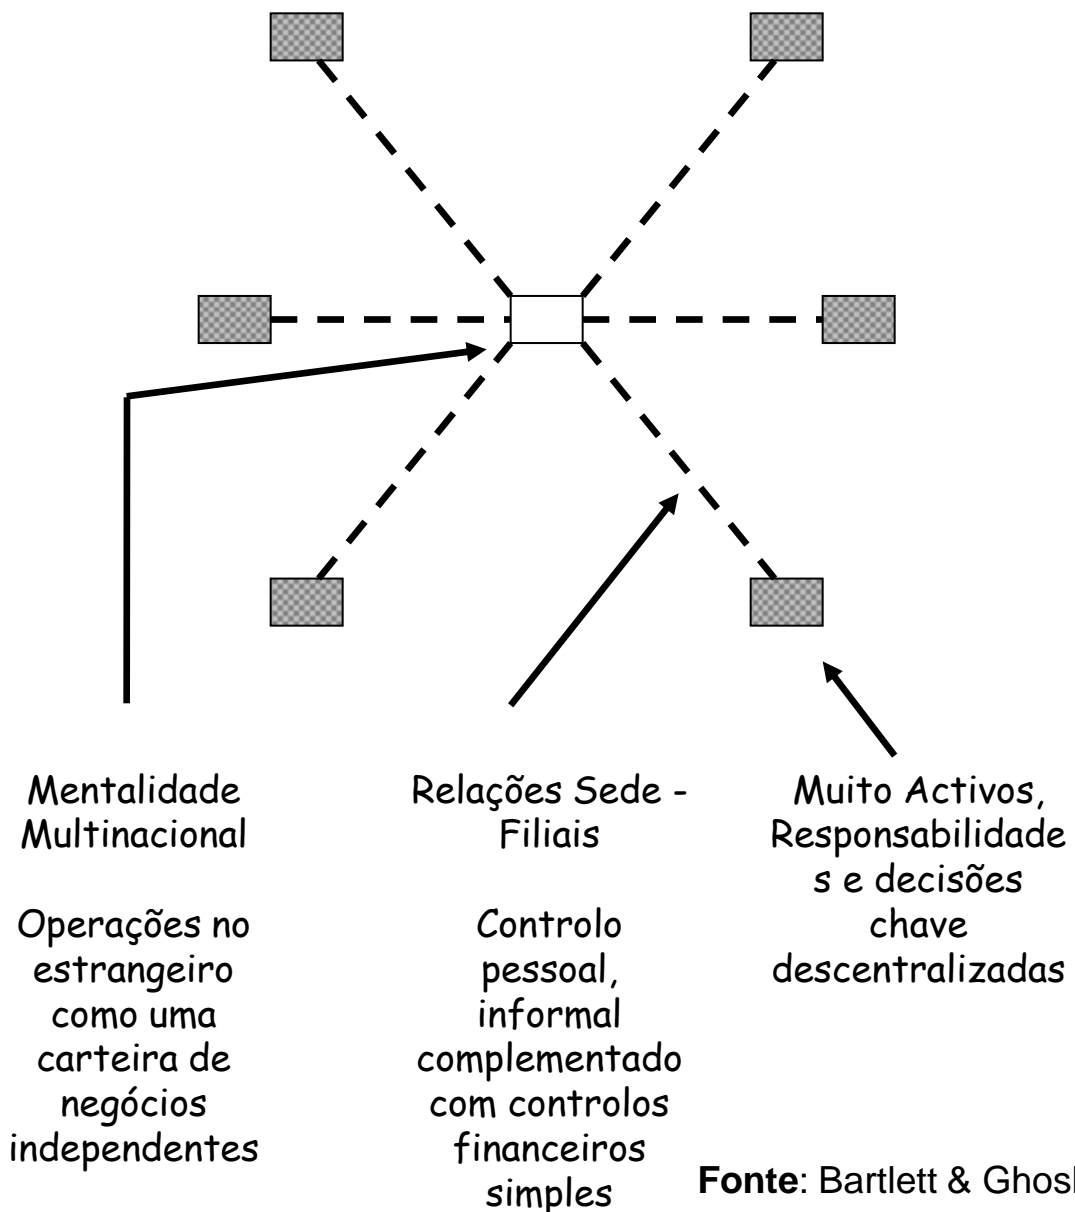 Mentalidade
Multinacional
Operações no
estrangeiro
como uma
carteira de
negócios
independentes
Relações Sede -
Filiais
Controlo
pessoal,
informal
complementado
com controlos
financeiros
simples
Muito Activos,
Responsabilidade
s e decisões
chave
descentralizadas
Fonte: Bartlett &